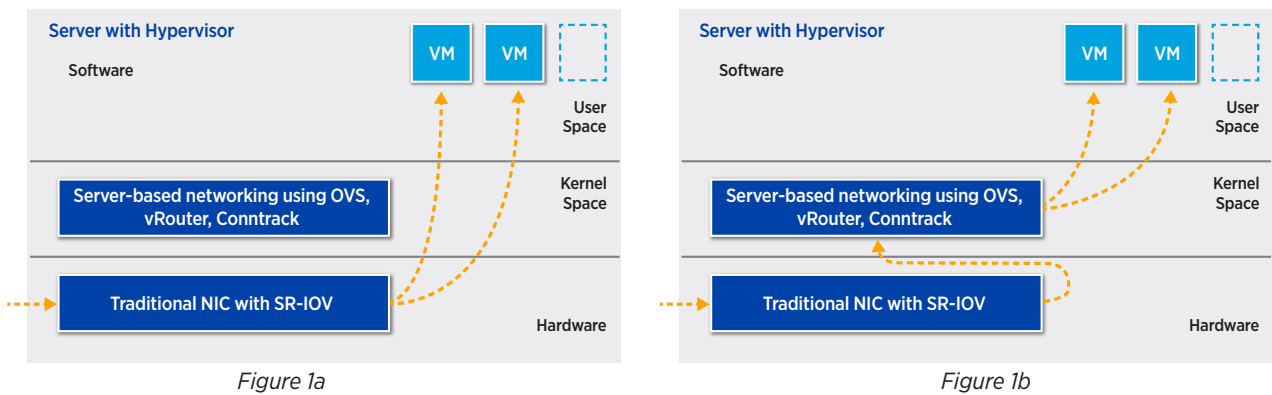 Server with Hypervisor
Software
VM
VM
User
Space
Server-based networking using OVS,
vRouter, Conntrack
Kernel
Space
Traditional NIC with SR-IOV
Hardware
Figure 1a
Server with Hypervisor
Software
VM
VM
User
Space
Server-based networking using OVS,
vRouter, Conntrack
Kernel
Space
Traditional NIC with SR-IOV
Hardware
Figure 1b